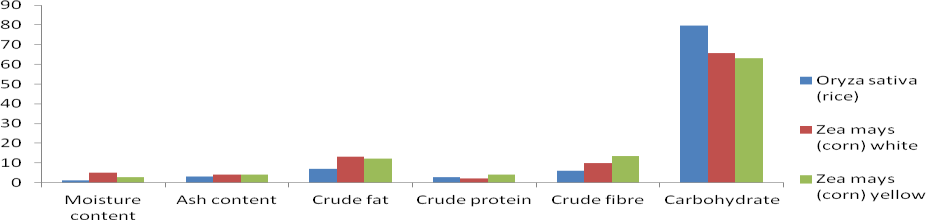 90
80
70
60
50
40
30
20
10
0
Moisture
content
Ash content
Crude fat
Crude protein
Crude fibre
Carbohydrate
Oryza sativa
(rice)
Zea mays
(corn) white
Zea mays
(corn) yellow